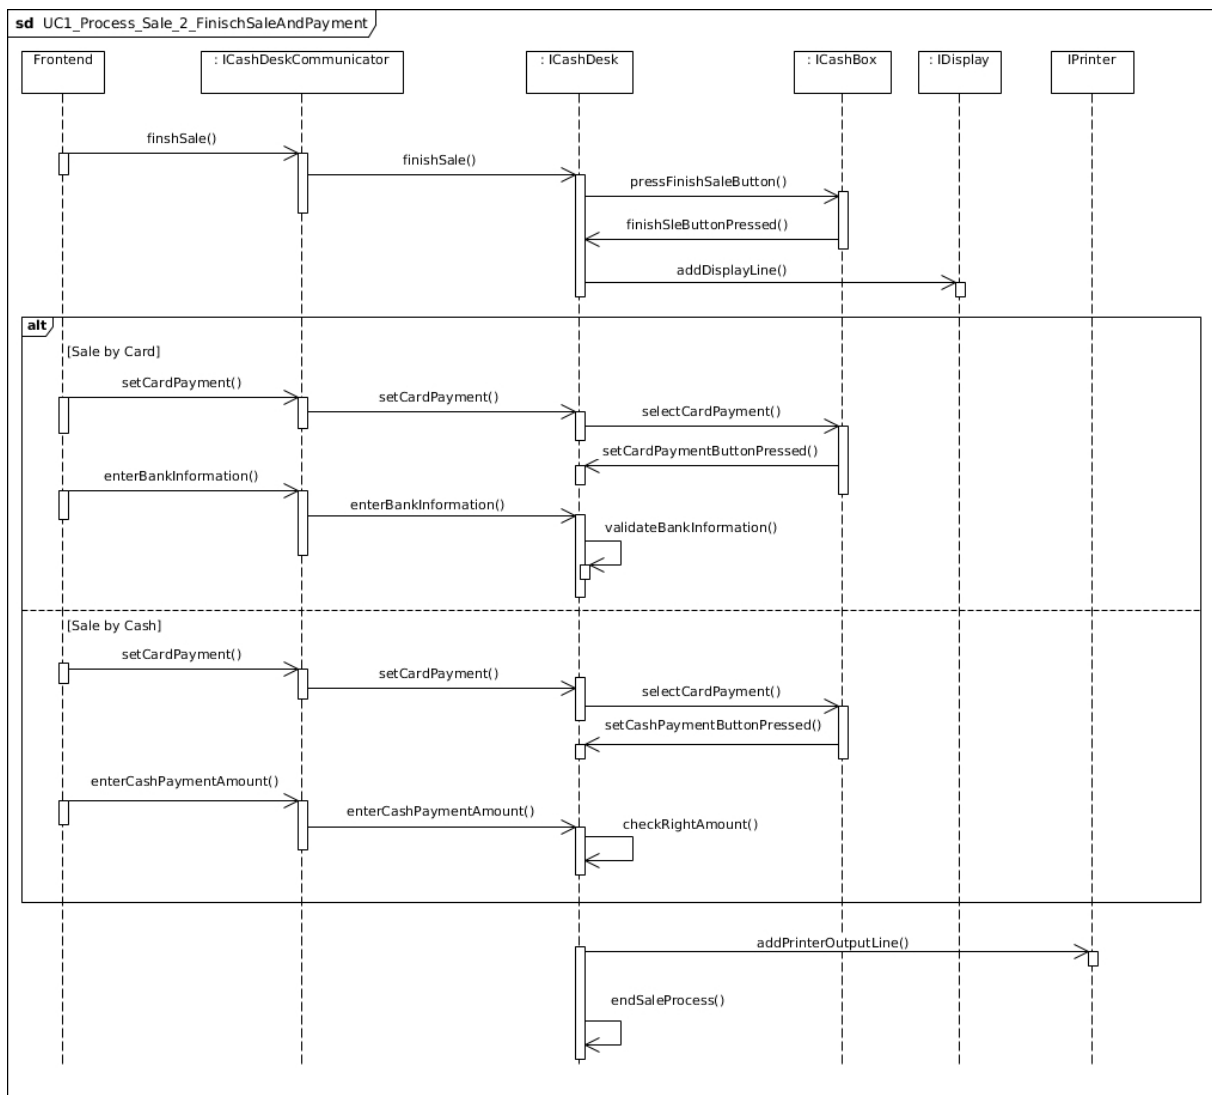 sd UC1_Process_Sale_2_FinischSaleAndPayment
Frontend
: ICashDeskCommunicator
: ICashDesk
: ICashBox
: IDisplay
IPrinter
finshSale()
finishSale()
pressFinishSaleButton()
finishSleButtonPressed()
addDisplayLine()
alt
[Sale by Card]
setCardPayment()
setCardPayment()
selectCardPayment()
setCardPaymentButtonPressed()
enterBankInformation()
enterBankInformation()
validateBankInformation()
[Sale by Cash]
setCardPayment()
setCardPayment()
selectCardPayment()
setCashPaymentButtonPressed()
enterCashPaymentAmount()
enterCashPaymentAmount()
checkRightAmount()
addPrinterOutputLine()
endSaleProcess()